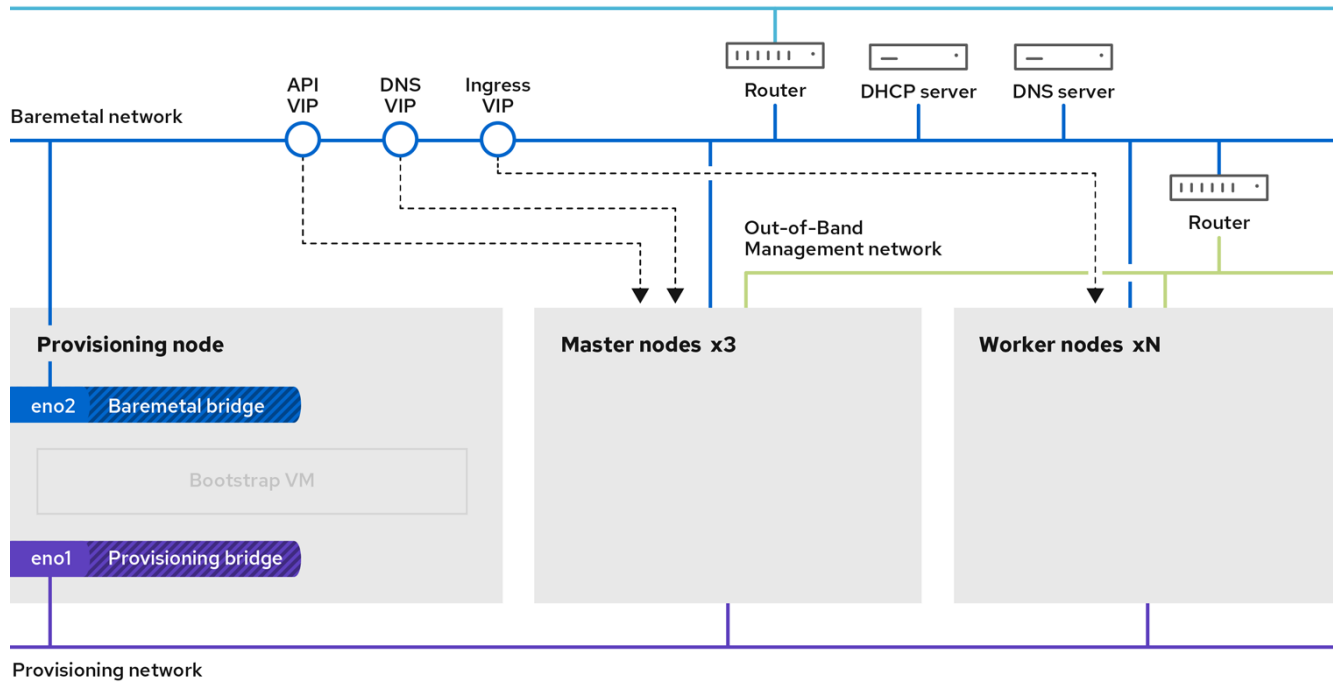 API
VIP
DNS
VIP
Ingress
VIP
Router
DHCP server
DNS server
Baremetal network
Router
Out-of-Band
Management network
Provisioning node
Master nodes x3
Worker nodes xN
eno2 Baremetal bridge
Bootstrap VM
eno1 Provisioning bridge
Provisioning network